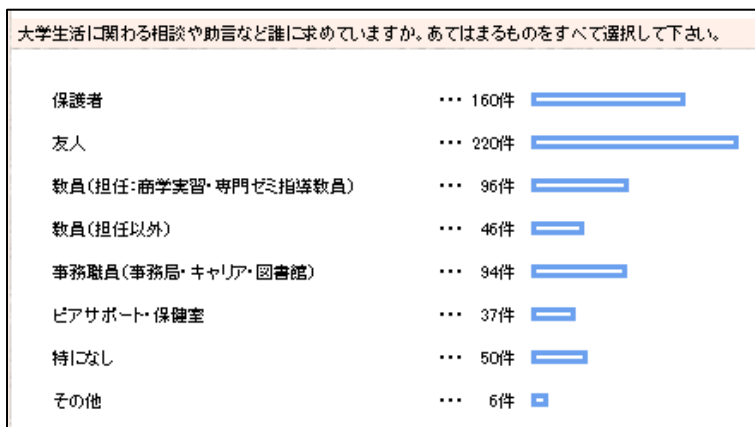 大学生活に関わる相談や助言など誰に求めていますか。あてはまるものをすべて選択して下さい。
保護者 ・・・ 160件
友人 ・・・ 220件
教員(担任:商学実習・専門ゼミ指導教員) ・・・ 96件
教員(担任以外) ・・・ 46件
事務職員(事務局・キャリア・図書館) ・・・ 94件
ピアサポート・保健室 ・・・ 37件
特になし ・・・ 50件
その他 ・・・ 6件